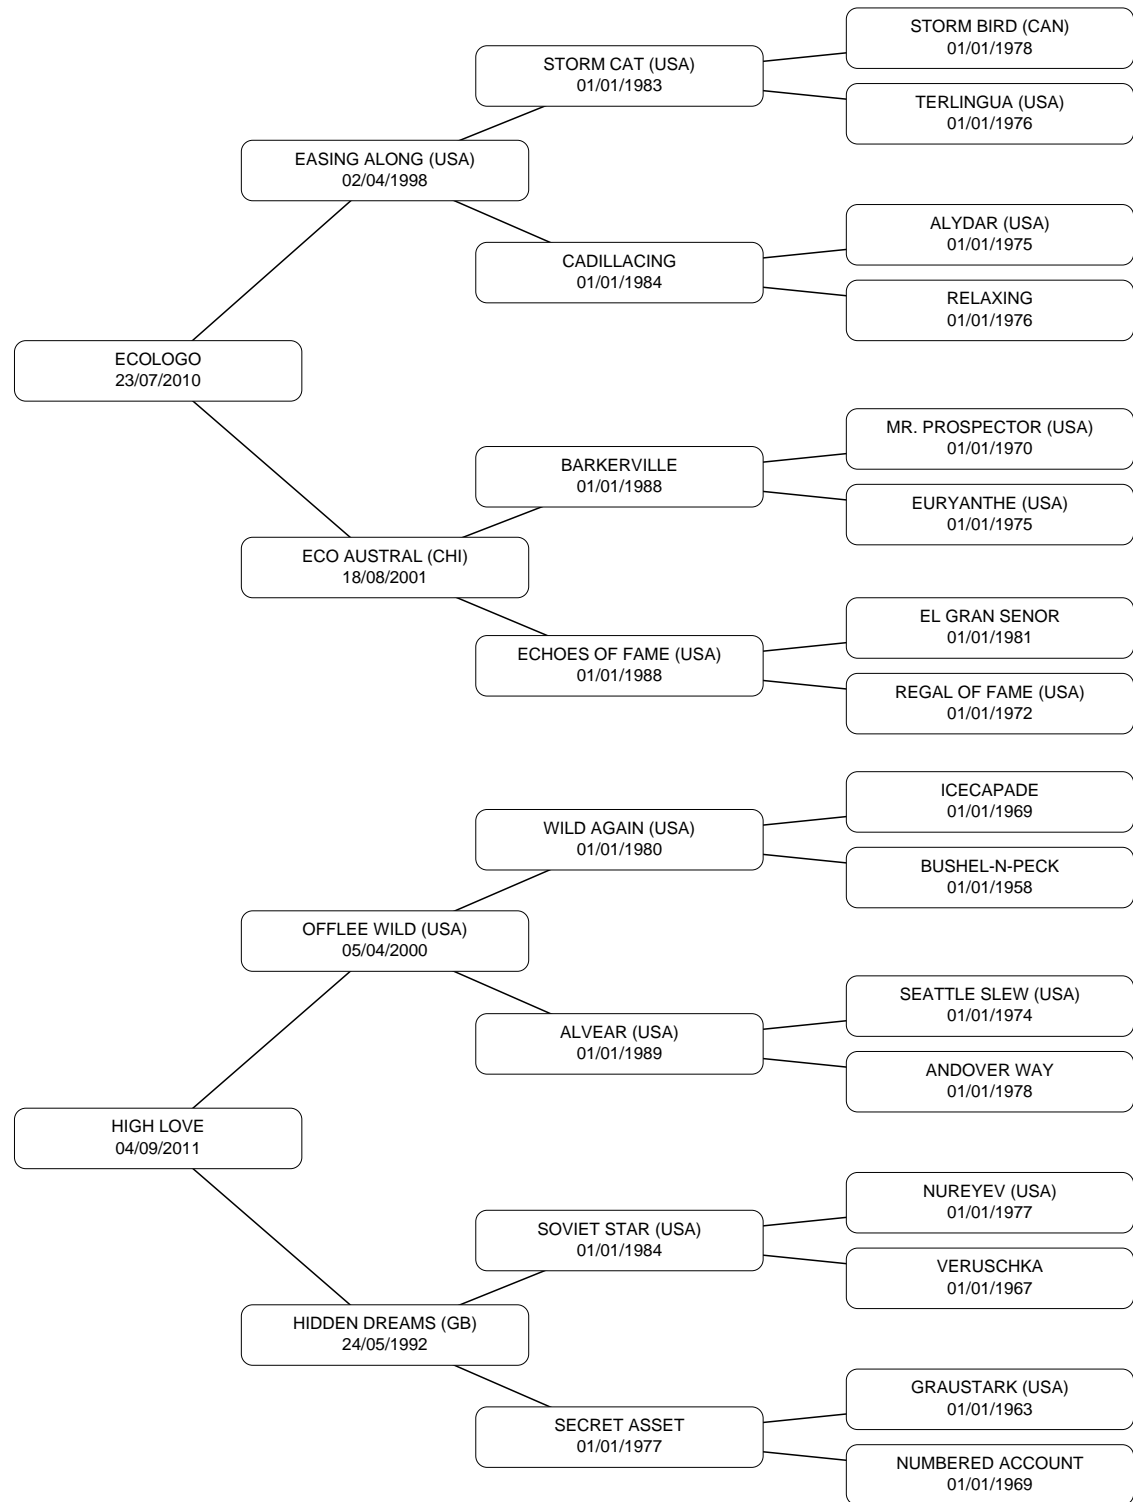 STORM BIRD (CAN)
01/01/1978
STORM CAT (USA)
01/01/1983
TERLINGUA (USA)
01/01/1976
EASING ALONG (USA)
02/04/1998
ALYDAR (USA)
01/01/1975
CADILLACING
01/01/1984
RELAXING
01/01/1976
ECOLOGO
23/07/2010
MR. PROSPECTOR (USA)
01/01/1970
BARKERVILLE
01/01/1988
EURYANTHE (USA)
01/01/1975
ECO AUSTRAL (CHI)
18/08/2001
EL GRAN SENOR
01/01/1981
ECHOES OF FAME (USA)
01/01/1988
REGAL OF FAME (USA)
01/01/1972
ICECAPADE
01/01/1969
WILD AGAIN (USA)
01/01/1980
BUSHEL-N-PECK
01/01/1958
OFFLEE WILD (USA)
05/04/2000
SEATTLE SLEW (USA)
01/01/1974
ALVEAR (USA)
01/01/1989
ANDOVER WAY
01/01/1978
HIGH LOVE
04/09/2011
NUREYEV (USA)
01/01/1977
SOVIET STAR (USA)
01/01/1984
VERUSCHKA
01/01/1967
HIDDEN DREAMS (GB)
24/05/1992
GRAUSTARK (USA)
01/01/1963
SECRET ASSET
01/01/1977
NUMBERED ACCOUNT
01/01/1969